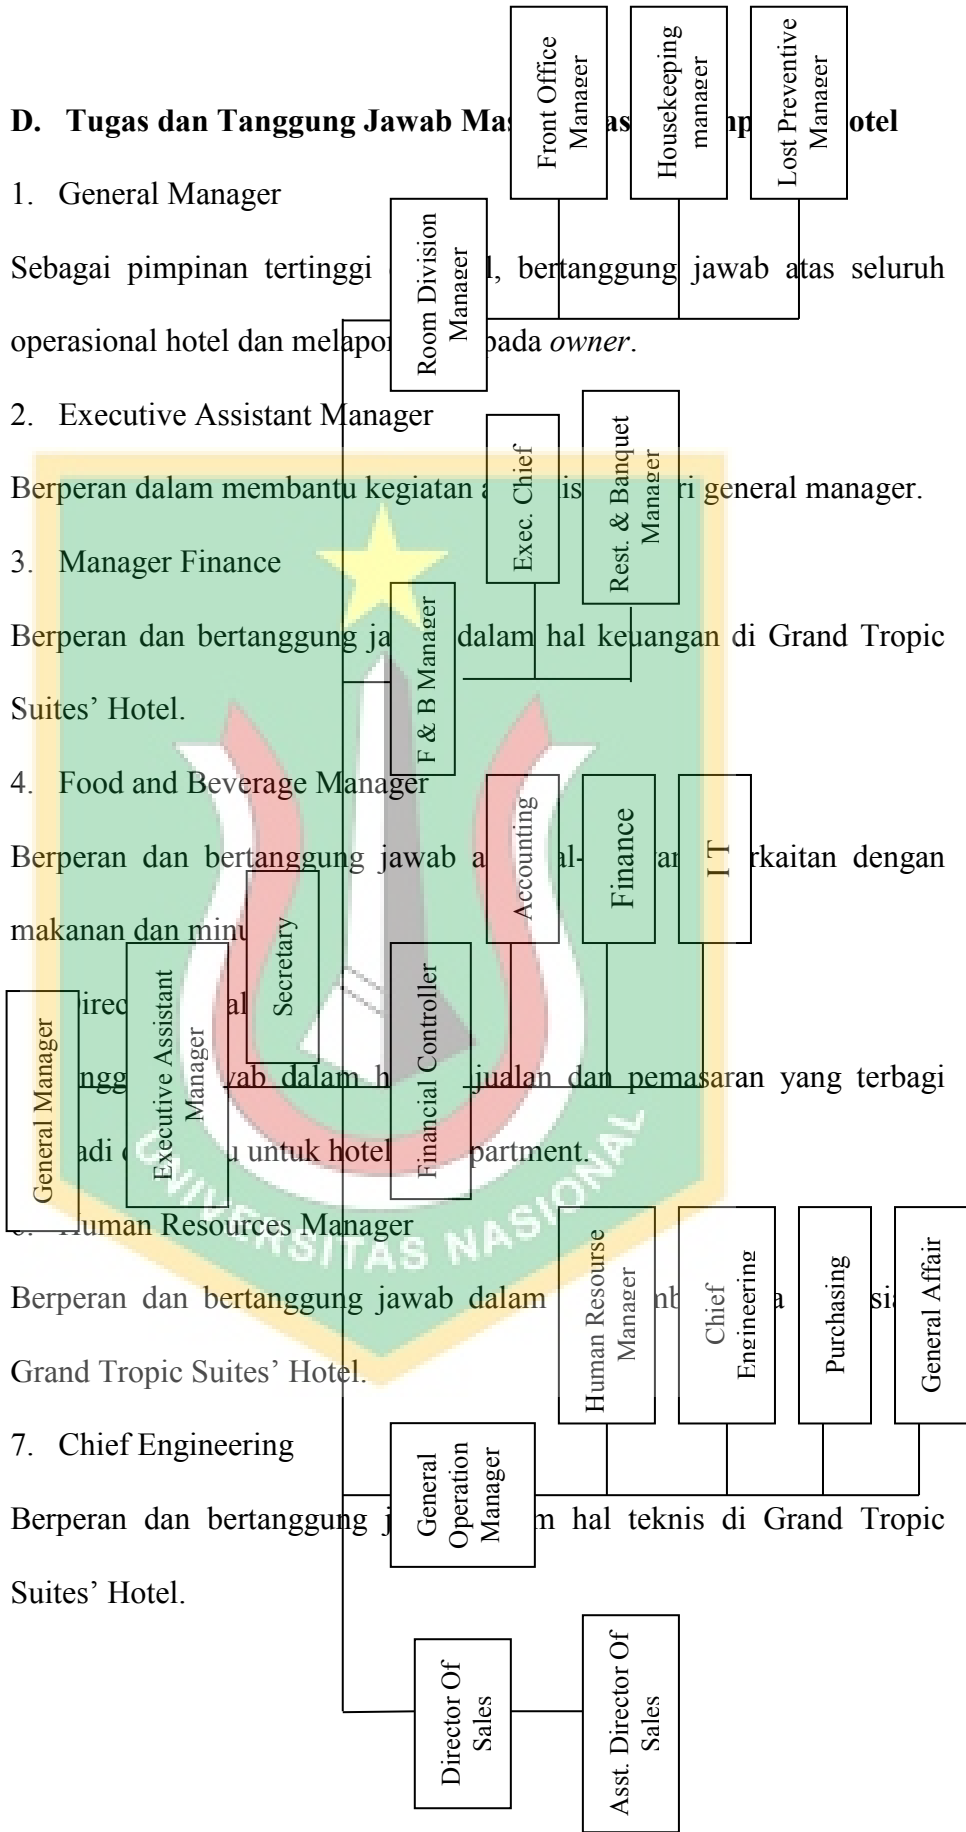 D. Tugas dan Tanggung Jawab otel
1. General Manager
Sebagai pimpinan tertinggi bertanggung jawab atas seluruh
operasional hotel dan owner.
2. Executive Assistant Manager
Berperan dalam membantu kegiatan general manager.
3. Manager Finance
Berperan dan bertanggung dalam hal keuangan di Grand Tropic
Suites’ Hotel.
4. Food and Beverage Manager
Berperan dan bertanggung jawab rkaitan dengan
makanan dan
dalam jualan dan pemasaran yang terbagi
untuk hotel partment.
Human Resources Manager
Berperan dan bertanggung jawab dalam
Grand Tropic Suites’ Hotel.
7. Chief Engineering
Berperan dan bertanggung hal teknis di Grand Tropic
Suites’ Hotel.
General Manager
Executive Assistant
Manager
Secretary
Room Division
Manager
Front Office
Manager
Housekeeping
manager
Lost Preventive
Manager
F & B Manager
Exec. Chief
Rest. & Banquet
Manager
Financial Controller
Accounting
Finance
I T
General
Operation
Manager
Human Resourse
Manager
Chief
Engineering
Purchasing
General Affair
Director Of
Sales
Asst. Director Of
Sales
UNIVERSITAS NASIONAL